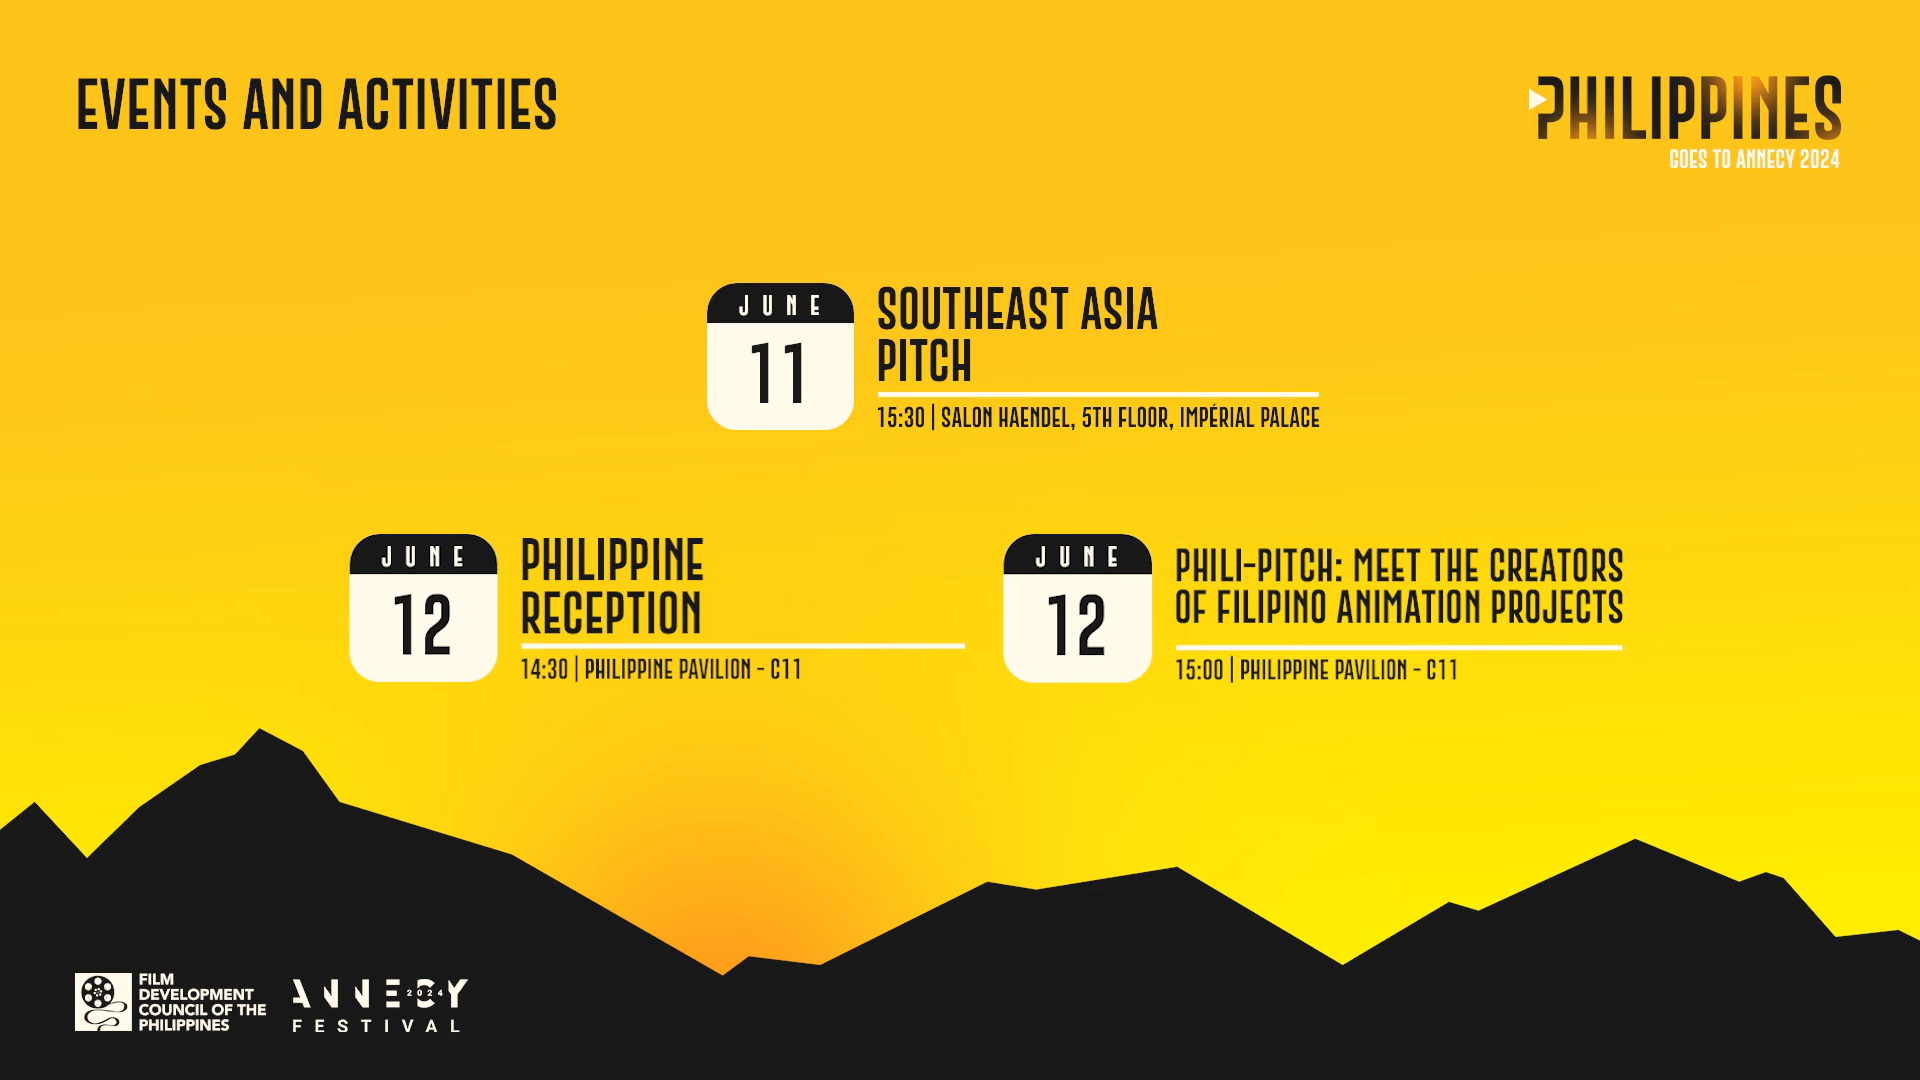 EVENTS AND ACTIVITIES
PHILIPPINES
GOES TO ANNECY 2024
JUNE
11
SOUTHEAST ASIA
PITCH
15:30 | SALON HAENDEL, 5TH FLOOR, IMPÉRIAL PALACE
JUNE
12
PHILIPPINE
RECEPTION
14:30 | PHILIPPINE PAVILION - C11
JUNE
12
PHILI-PITCH: MEET THE CREATORS
OF FILIPINO ANIMATION PROJECTS
15:00 | PHILIPPINE PAVILION - C11
FILM
DEVELOPMENT
COUNCIL OF THE
PHILIPPINES
ANNECY
2024
FESTIVAL